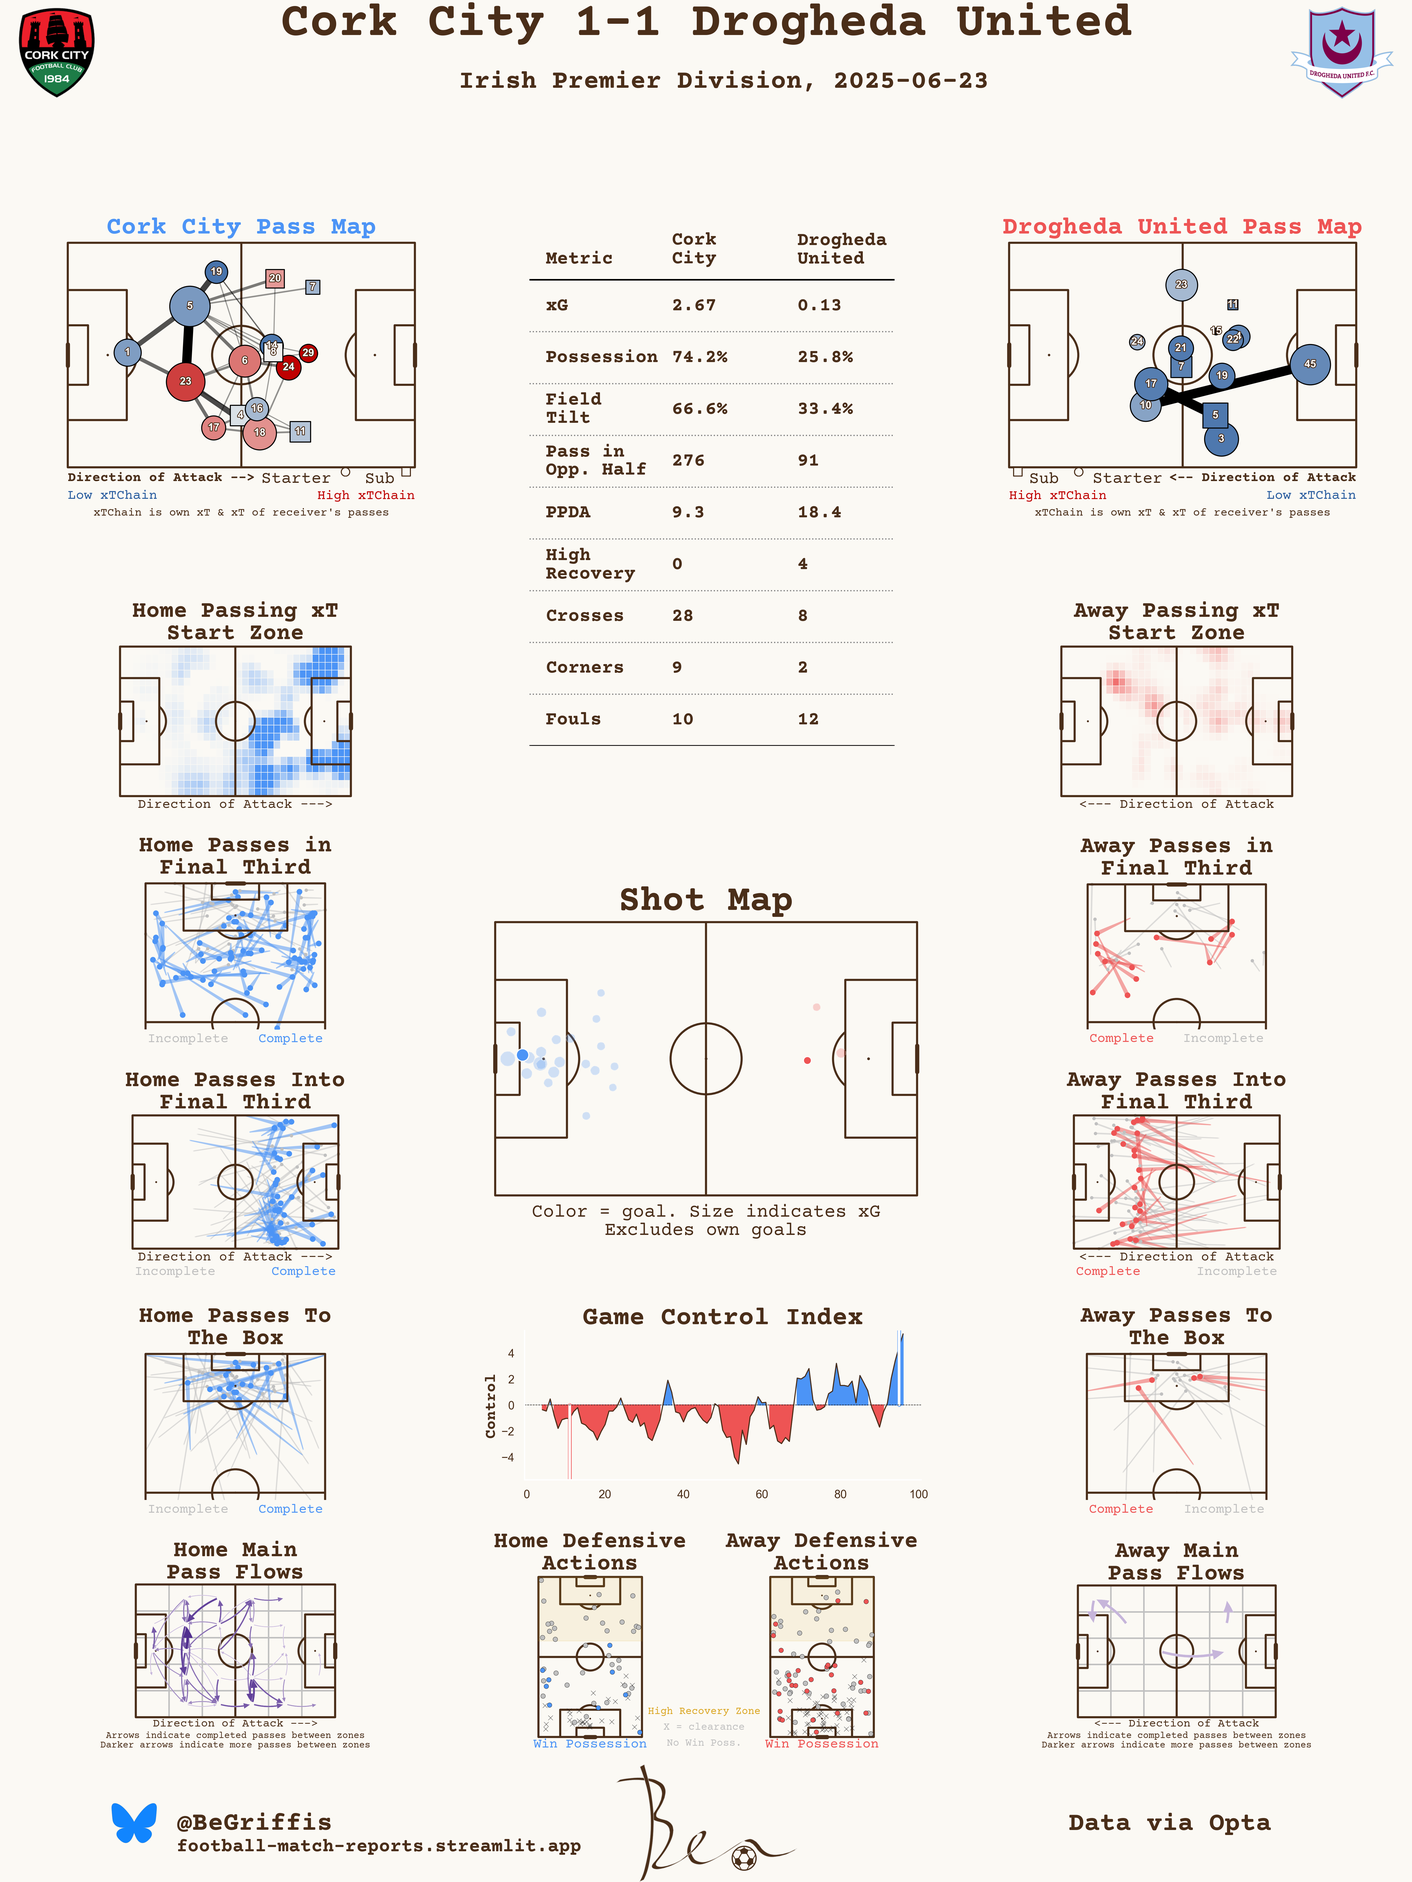 Cork City 1-1 Drogheda United
Irish Premier Division, 2025-06-23
CORK CITY
FOOTBALL CLUB
1984
DROGHEDA UNITED F.C.
Cork City Pass Map
19
20
7
5
1
14
8
29
6
24
23
4
16
17
18
11
Direction of Attack --> Starter Sub
Low xTChain High xTChain
xTChain is own xT & xT of receiver's passes
Metric Cork City Drogheda United
xG 2.67 0.13
Possession 74.2% 25.8%
Field Tilt 66.6% 33.4%
Pass in Opp. Half 276 91
PPDA 9.3 18.4
High Recovery 0 4
Crosses 28 8
Corners 9 2
Fouls 10 12
Drogheda United Pass Map
23
11
15
24
22
21
7
45
19
17
10
5
3
Sub Starter <-- Direction of Attack
High xTChain Low xTChain
xTChain is own xT & xT of receiver's passes
Home Passing xT
Start Zone
Direction of Attack --->
Away Passing xT
Start Zone
<--- Direction of Attack
Home Passes in
Final Third
Incomplete Complete
Away Passes in
Final Third
Complete Incomplete
Shot Map
Color = goal. Size indicates xG
Excludes own goals
Home Passes Into
Final Third
Direction of Attack --->
Incomplete Complete
Away Passes Into
Final Third
<--- Direction of Attack
Complete Incomplete
Home Passes To
The Box
Incomplete Complete
Game Control Index
Control
4
2
0
−2
−4
0 20 40 60 80 100
Away Passes To
The Box
Complete Incomplete
Home Main
Pass Flows
Direction of Attack --->
Arrows indicate completed passes between zones
Darker arrows indicate more passes between zones
Home Defensive
Actions
Win Possession
High Recovery Zone
X = clearance
No Win Poss.
Away Defensive
Actions
Win Possession
Away Main
Pass Flows
<--- Direction of Attack
Arrows indicate completed passes between zones
Darker arrows indicate more passes between zones
@BeGriffis
football-match-reports.streamlit.app
Ben
Data via Opta